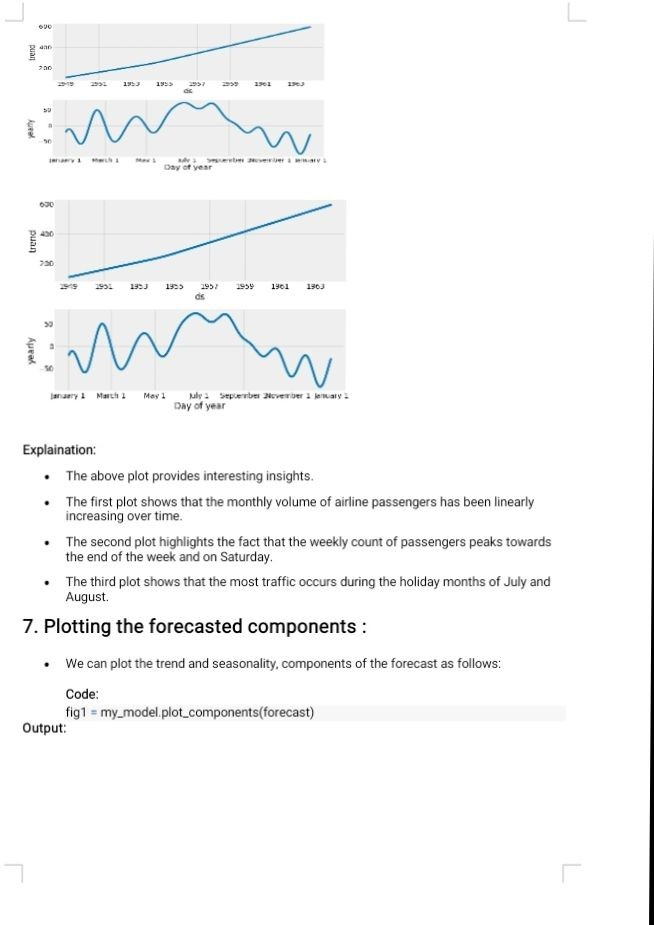 600
400
200
trend
1949 1951 1953 1955 1957 1959 1961 1963
ds
50
0
-50
yearly
January 1 March 1 May 1 July 1 September 1 November 1 January 1
Day of year
600
400
200
trend
1949 1951 1953 1955 1957 1959 1961 1963
ds
50
0
-50
yearly
January 1 March 1 May 1 July 1 September 1 November 1 January 1
Day of year
Explaination:
• The above plot provides interesting insights.
• The first plot shows that the monthly volume of airline passengers has been linearly
increasing over time.
• The second plot highlights the fact that the weekly count of passengers peaks towards
the end of the week and on Saturday.
• The third plot shows that the most traffic occurs during the holiday months of July and
August.
7. Plotting the forecasted components :
• We can plot the trend and seasonality, components of the forecast as follows:
Code:
fig1 = my_model.plot_components(forecast)
Output: